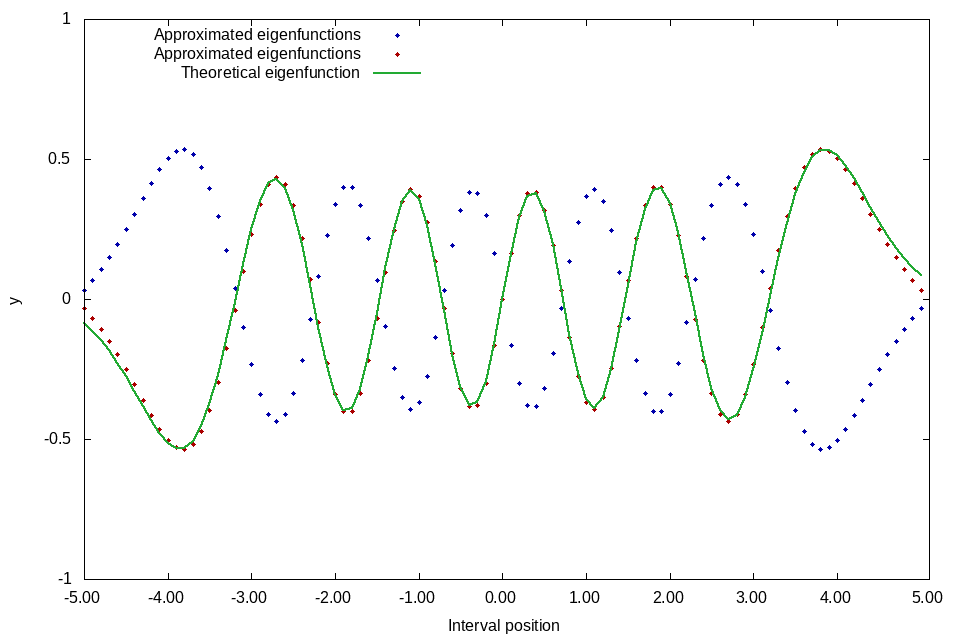 1
Approximated eigenfunctions
Approximated eigenfunctions
Theoretical eigenfunction
0.5
0
y
-0.5
-1
-5.00 -4.00 -3.00 -2.00 -1.00 0.00 1.00 2.00 3.00 4.00 5.00
Interval position